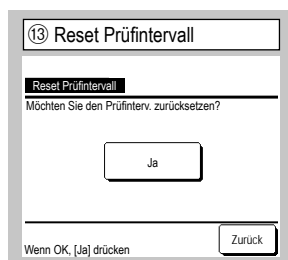 ⑬ Reset Prüfintervall
Reset Prüfintervall
Möchten Sie den Prüfinterv. zurücksetzen?
Ja
Zurück
Wenn OK, [Ja] drücken